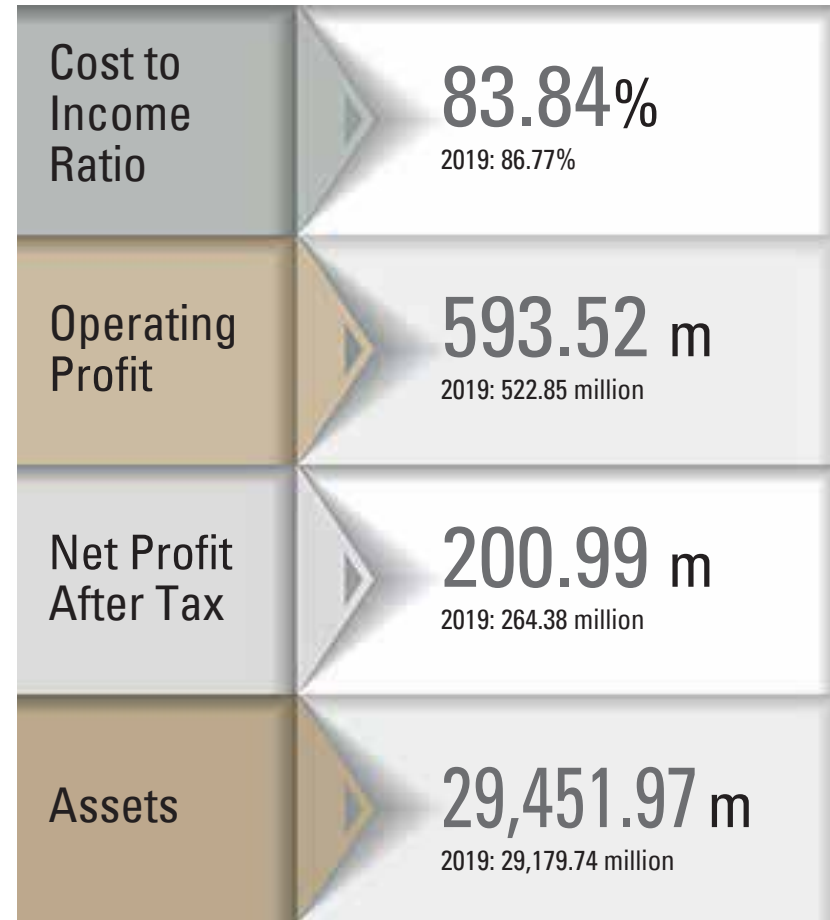 Cost to
Income
Ratio
83.84%
2019: 86.77%
Operating
Profit
593.52 m
2019: 522.85 million
Net Profit
After Tax
200.99 m
2019: 264.38 million
Assets
29,451.97 m
2019: 29,179.74 million